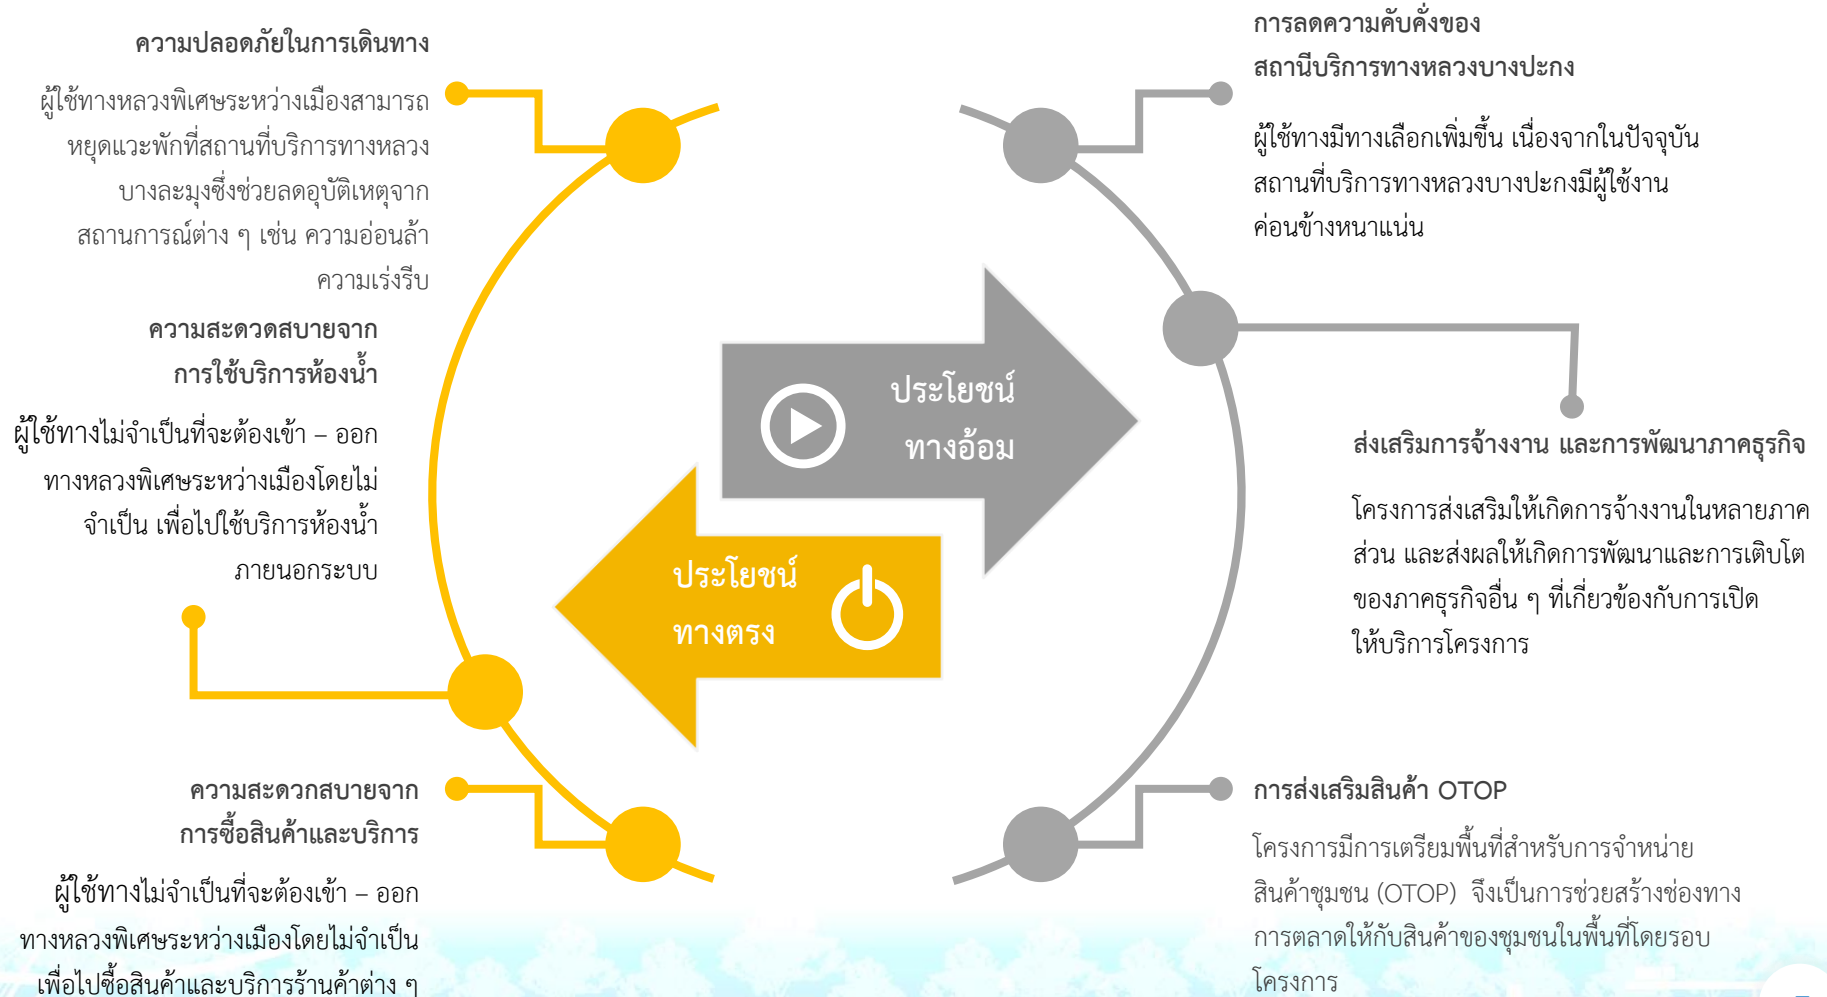 ความปลอดภัยในการเดินทาง
ผู้ใช้ทางหลวงพิเศษระหว่างเมืองสามารถ
หยุดแวะพักที่สถานที่บริการทางหลวง
บางละมุงซึ่งช่วยลดอุบัติเหตุจาก
สถานการณ์ต่าง ๆ เช่น ความอ่อนล้า
ความเร่งรีบ
ความสะดวดสบายจาก
การใช้บริการห้องน้ำ
ผู้ใช้ทางไม่จำเป็นที่จะต้องเข้า – ออก
ทางหลวงพิเศษระหว่างเมืองโดยไม่
จำเป็น เพื่อไปใช้บริการห้องน้ำ
ภายนอกระบบ
ความสะดวกสบายจาก
การซื้อสินค้าและบริการ
ผู้ใช้ทางไม่จำเป็นที่จะต้องเข้า – ออก
ทางหลวงพิเศษระหว่างเมืองโดยไม่จำเป็น
เพื่อไปซื้อสินค้าและบริการร้านค้าต่าง ๆ
ประโยชน์
ทางอ้อม
ประโยชน์
ทางตรง
การลดความคับคั่งของ
สถานีบริการทางหลวงบางปะกง
ผู้ใช้ทางมีทางเลือกเพิ่มขึ้น เนื่องจากในปัจจุบัน
สถานที่บริการทางหลวงบางปะกงมีผู้ใช้งาน
ค่อนข้างหนาแน่น
ส่งเสริมการจ้างงาน และการพัฒนาภาคธุรกิจ
โครงการส่งเสริมให้เกิดการจ้างงานในหลายภาค
ส่วน และส่งผลให้เกิดการพัฒนาและการเติบโต
ของภาคธุรกิจอื่น ๆ ที่เกี่ยวข้องกับการเปิด
ให้บริการโครงการ
การส่งเสริมสินค้า OTOP
โครงการมีการเตรียมพื้นที่สำหรับการจำหน่าย
สินค้าชุมชน (OTOP) จึงเป็นการช่วยสร้างช่องทาง
การตลาดให้กับสินค้าของชุมชนในพื้นที่โดยรอบ
โครงการ